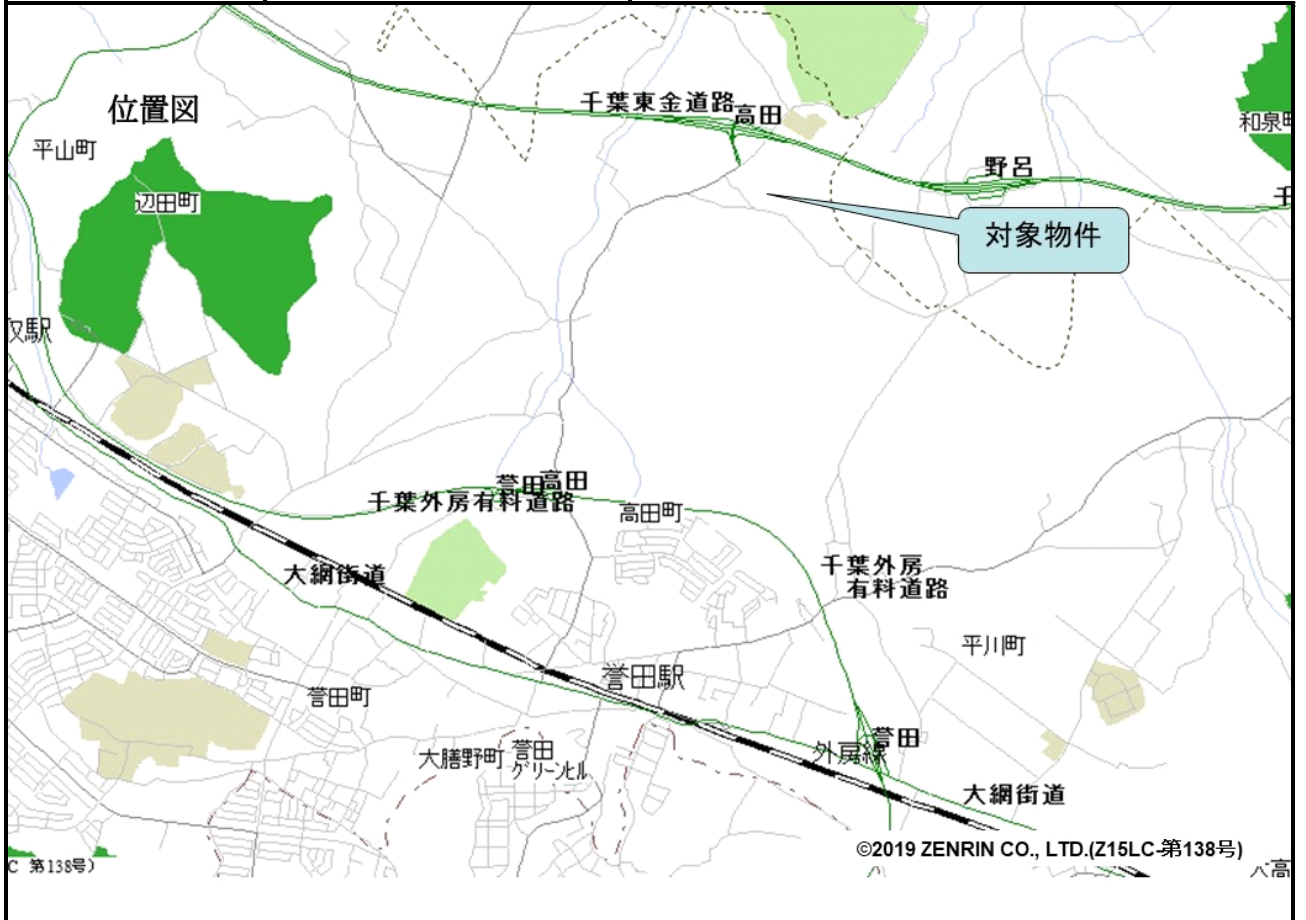 千葉東金道路
高田
位置図
和泉町
平山町
野呂
辺田町
千
対象物件
又駅
誉田高田
千葉外房有料道路
高田町
千葉外房
有料道路
大網街道
平川町
誉田駅
誉田町
誉田
外房線
大膳野町
誉田
グリーンヒル
大網街道
©2019 ZENRIN CO., LTD.(Z15LC-第138号)
C 第138号)
大高